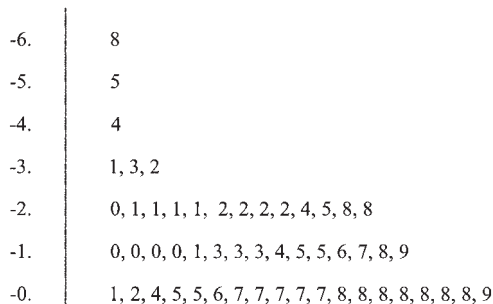 -6. 8
-5. 5
-4. 4
-3. 1, 3, 2
-2. 0, 1, 1, 1, 1, 2, 2, 2, 2, 4, 5, 8, 8
-1. 0, 0, 0, 0, 1, 3, 3, 3, 4, 5, 5, 6, 7, 8, 9
-0. 1, 2, 4, 5, 5, 6, 7, 7, 7, 7, 7, 8, 8, 8, 8, 8, 8, 8, 9